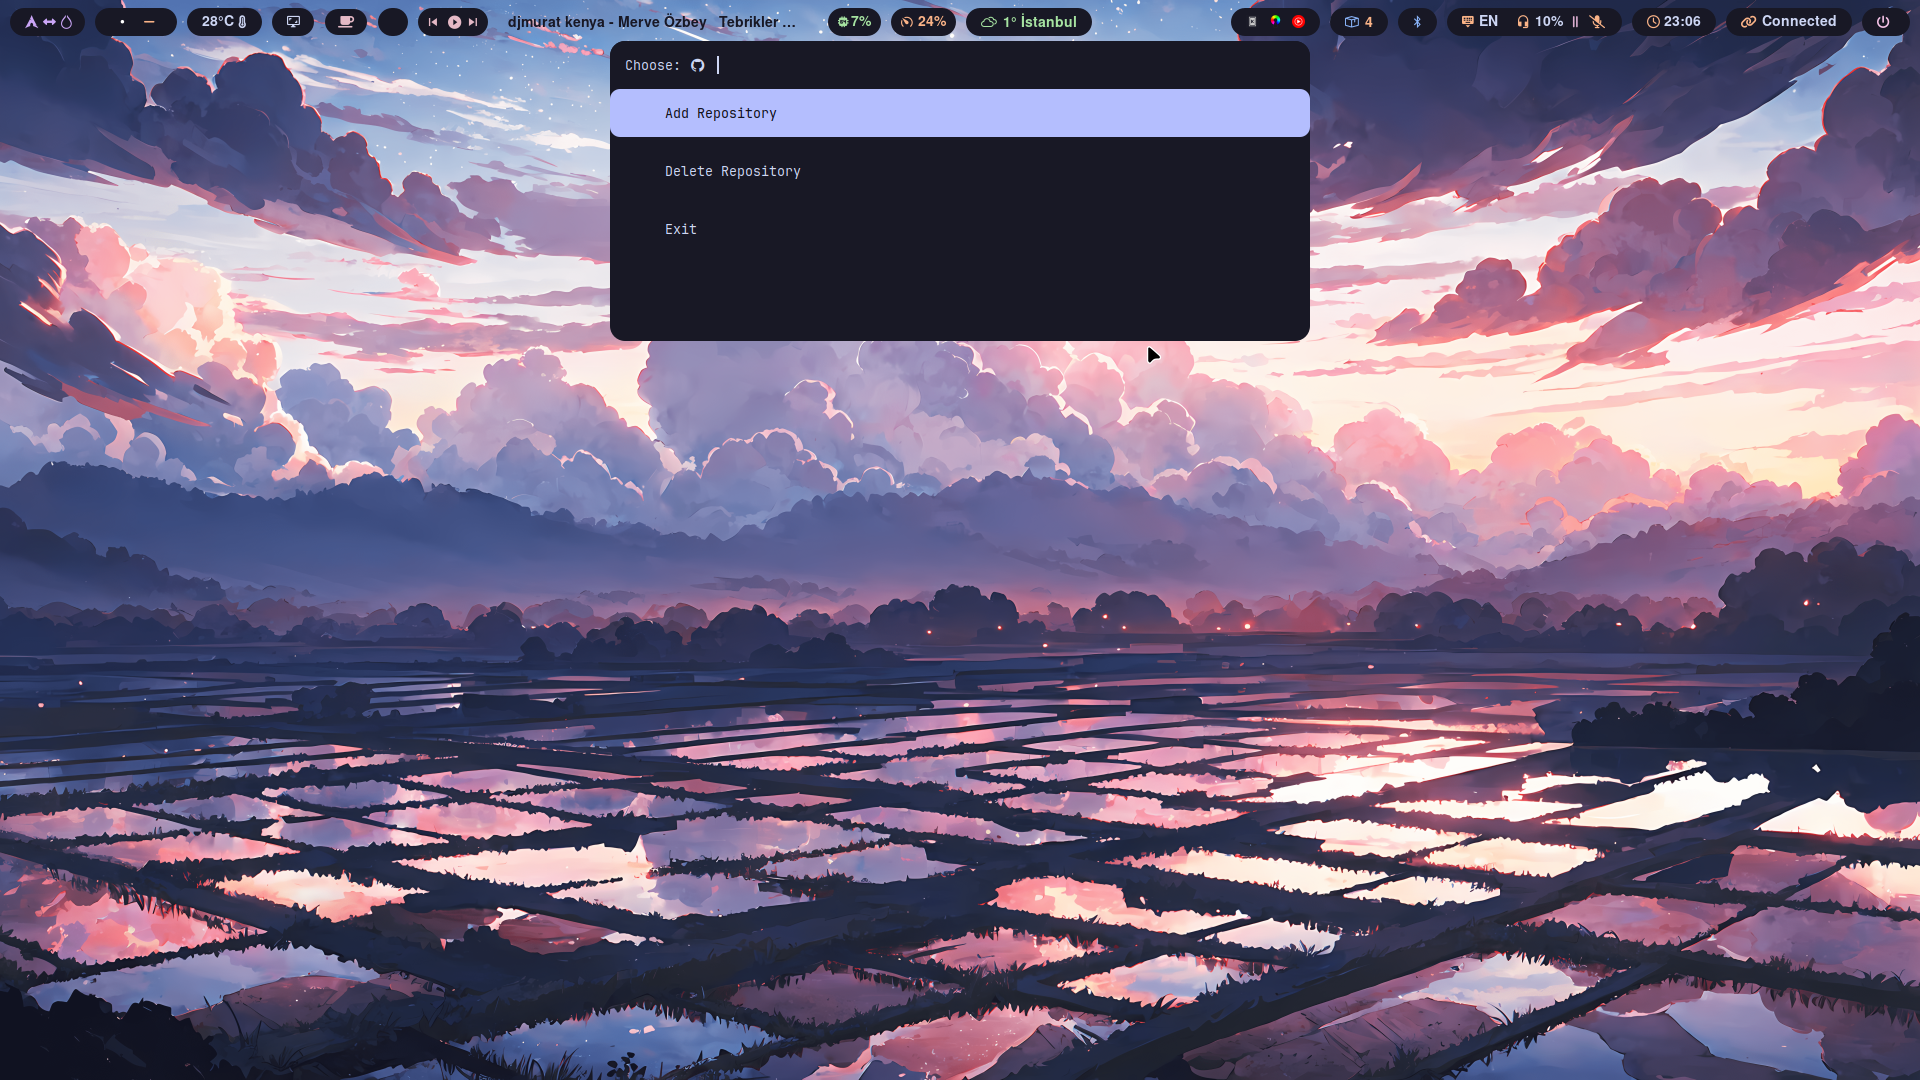 28°C
djmurat kenya - Merve Özbey Tebrikler ...
7%
24%
1° İstanbul
4
EN
10%
23:06
Connected
Choose:
Add Repository
Delete Repository
Exit